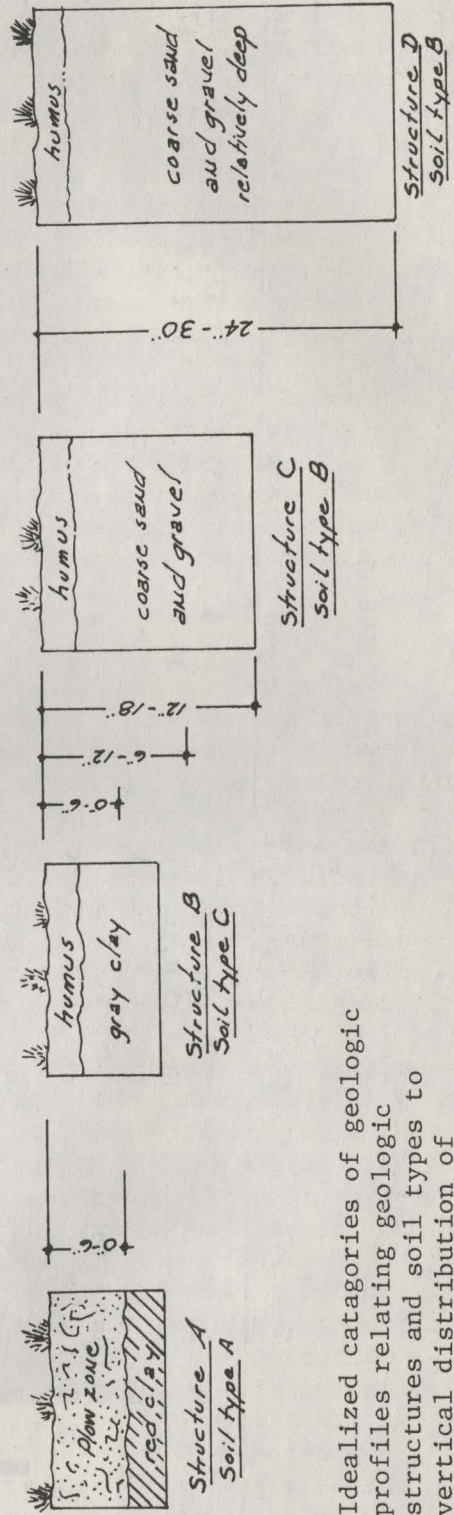 plow zone
red clay
Structure A
Soil type A
0-6"
humus
gray clay
Structure B
Soil type C
0-6"
6-12"
12"-18"
humus
coarse sand
and gravel
Structure C
Soil type B
24"-30"
humus
coarse sand
and gravel
relatively deep
Structure D
Soil type B
Idealized catagories of geologic
profiles relating geologic
structures and soil types to
vertical distribution of